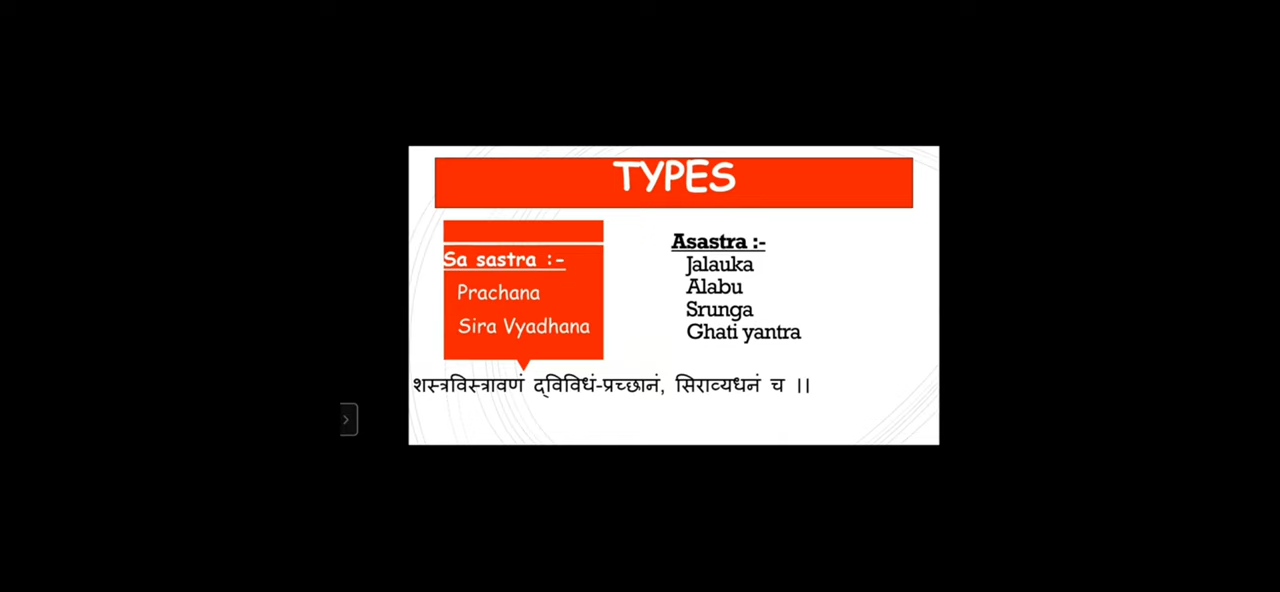 TYPES
Sa sastra :-
Prachana
Sira Vyadhana
Asastra :-
Jalauka
Alabu
Srunga
Ghati yantra
शस्त्रविस्त्रावणं द्विविधं-प्रच्छानं, सिराव्यधनं च ।।